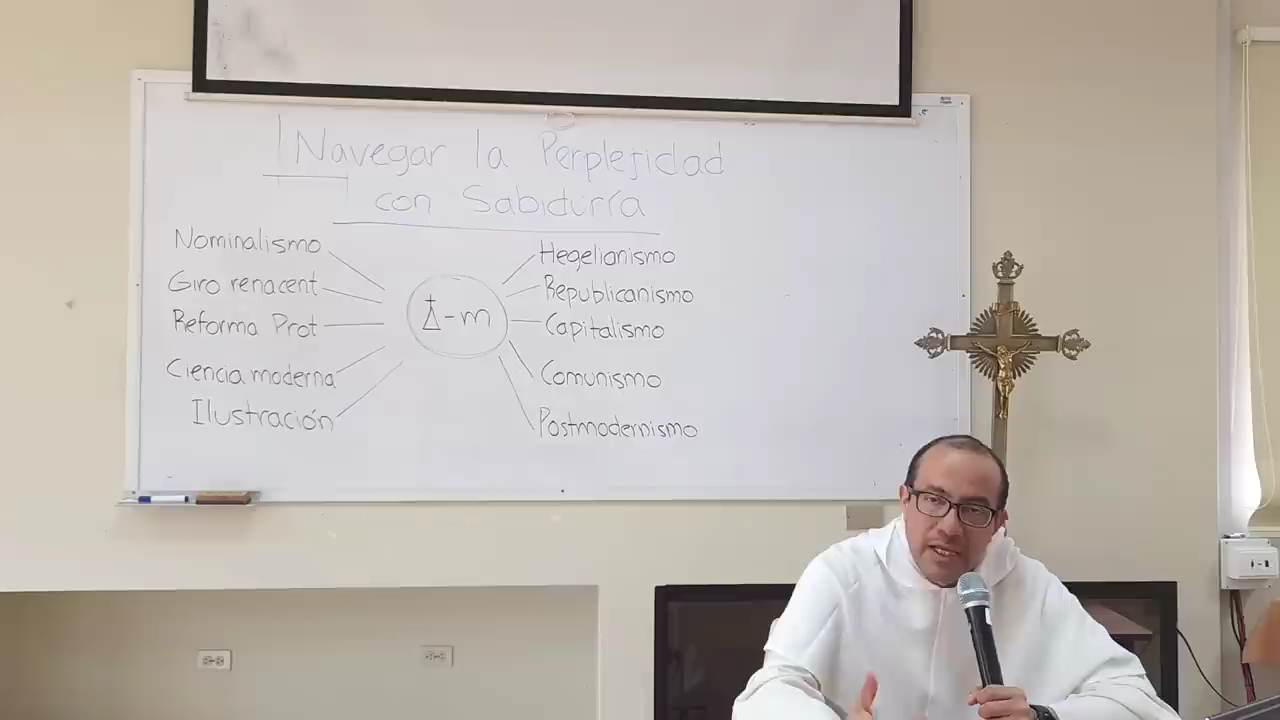 Navegar la Perplejidad
con Sabiduría
Nominalismo
Giro renacent
Reforma Prot
Ciencia moderna
Ilustración
-m
Hegelianismo
Republicanismo
Capitalismo
Comunismo
Postmodernismo